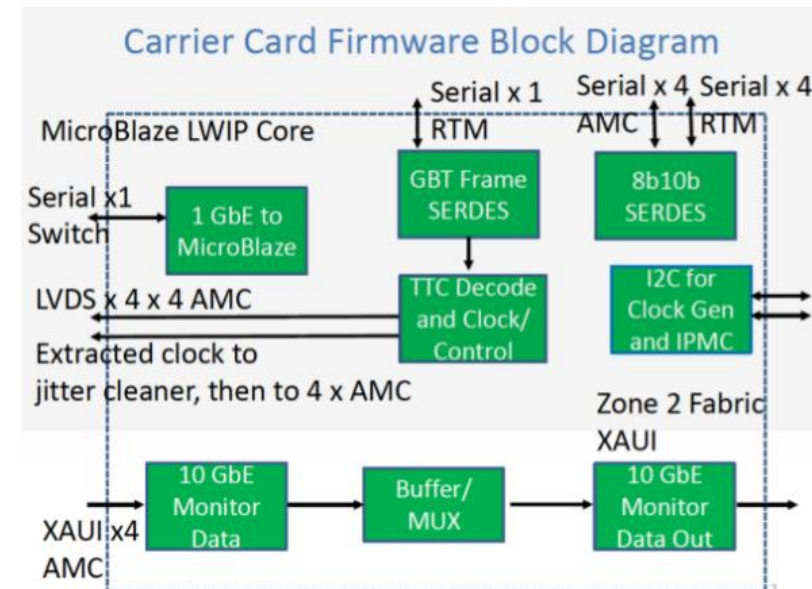 Carrier Card Firmware Block Diagram
Serial x 1
RTM
Serial x 4
AMC
Serial x 4
RTM
MicroBlaze LWIP Core
Serial x1
Switch
1 GbE to
MicroBlaze
GBT Frame
SERDES
8b10b
SERDES
LVDS x 4 x 4 AMC
Extracted clock to
jitter cleaner, then to 4 x AMC
TTC Decode
and Clock/
Control
I2C for
Clock Gen
and IPMC
Zone 2 Fabric
XAUI
XAUI x4
AMC
10 GbE
Monitor
Data
Buffer/
MUX
10 GbE
Monitor
Data Out